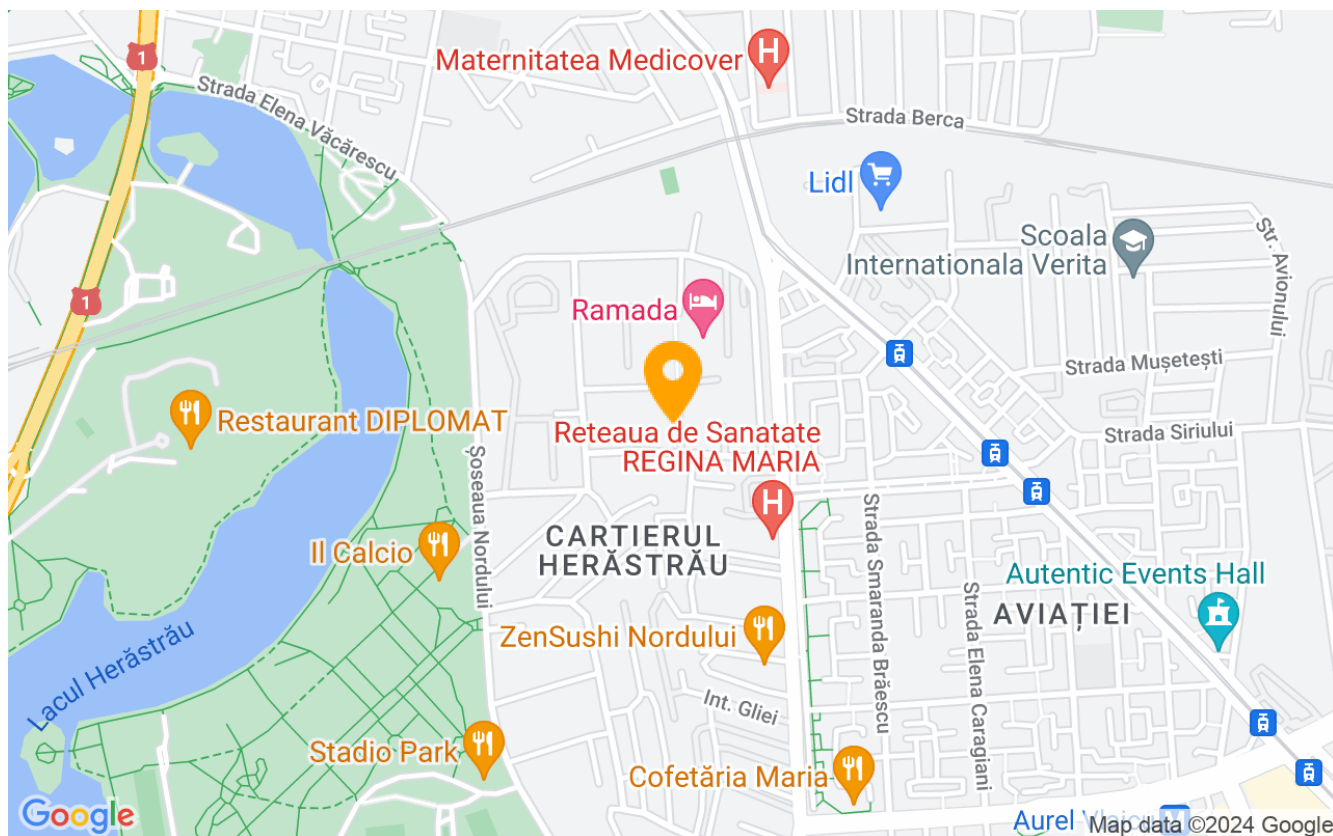 1
Maternitatea Medicover
H
Strada Elena Văcărescu
Strada Berca
Lidl
Scoala
Internationala Verita
Str. Avionului
1
Ramada
Strada Mușetești
Restaurant DIPLOMAT
Reteaua de Sanatate
REGINA MARIA
Strada Siriului
Șoseaua Nordului
H
CARTIERUL
HERĂSTRĂU
Il Calcio
Strada Smaranda Brăescu
Strada Elena Caragiani
Autentic Events Hall
AVIAȚIEI
ZenSushi Nordului
Lacul Herăstrău
Int. Gliei
Stadio Park
Cofetăria Maria
Google
Aurel
Map data ©2024 Google